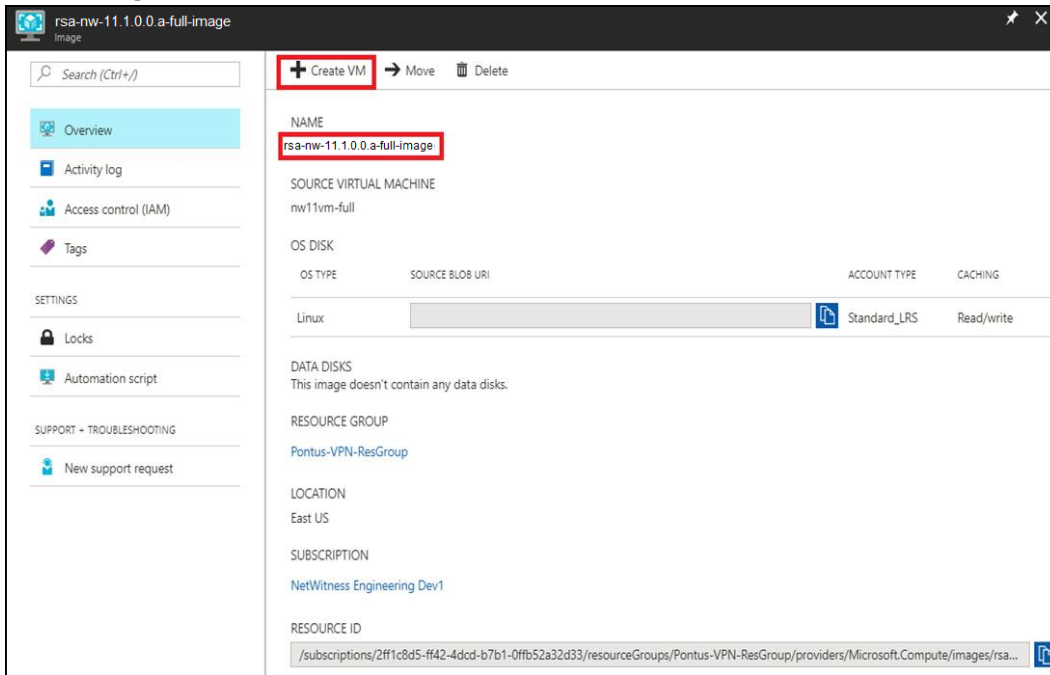 rsa-nw-11.1.0.0.a-full-image
Image
Search (Ctrl+/)
Overview
Activity log
Access control (IAM)
Tags
SETTINGS
Locks
Automation script
SUPPORT + TROUBLESHOOTING
New support request
Create VM Move Delete
NAME
rsa-nw-11.1.0.0.a-full-image
SOURCE VIRTUAL MACHINE
nw11vm-full
OS DISK
OS TYPE SOURCE BLOB URI ACCOUNT TYPE CACHING
Linux Standard_LRS Read/write
DATA DISKS
This image doesn't contain any data disks.
RESOURCE GROUP
Pontus-VPN-ResGroup
LOCATION
East US
SUBSCRIPTION
NetWitness Engineering Dev1
RESOURCE ID
/subscriptions/2ff1c8d5-ff42-4dcd-b7b1-0ffb52a32d33/resourceGroups/Pontus-VPN-ResGroup/providers/Microsoft.Compute/images/rsa...